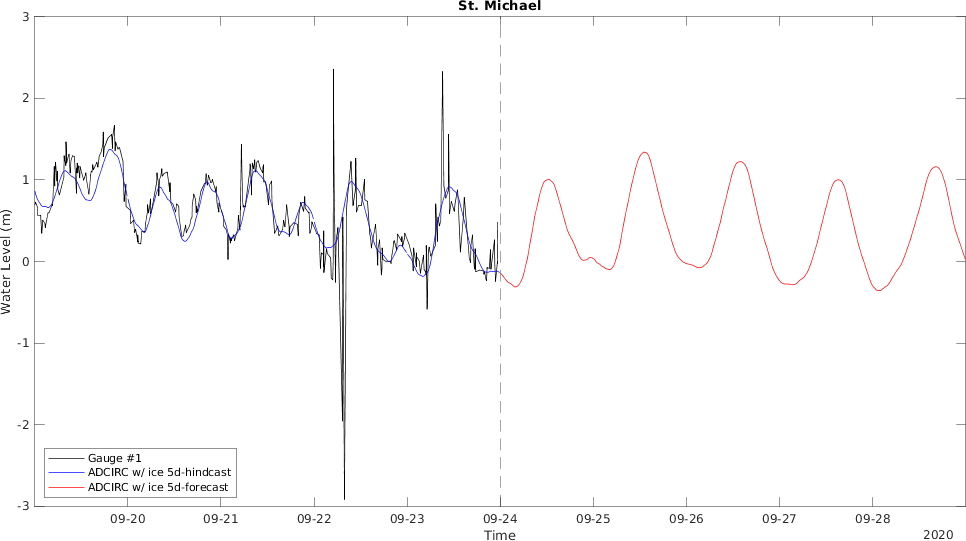 St. Michael
Water Level (m)
3
2
1
0
-1
-2
-3
Gauge #1
ADCIRC w/ ice 5d-hindcast
ADCIRC w/ ice 5d-forecast
09-20 09-21 09-22 09-23 09-24 09-25 09-26 09-27 09-28
Time
2020